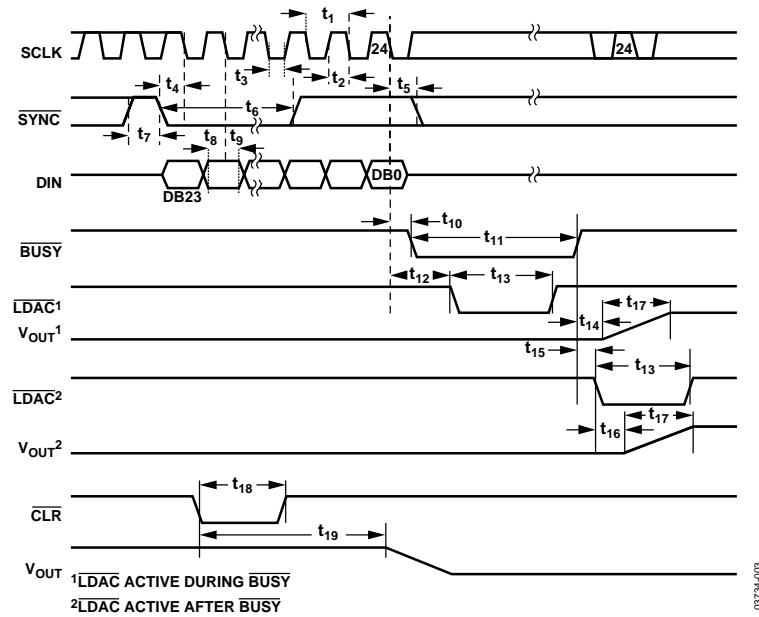 t1
SCLK
24
24
t4
t3
t2
t5
SYNC
t6
t7
t8
t9
DIN
DB23
DB0
t10
BUSY
t11
t12
t13
LDAC1
t17
VOUT1
t14
t15
t13
LDAC2
t17
t16
VOUT2
t18
CLR
t19
VOUT
1LDAC ACTIVE DURING BUSY
2LDAC ACTIVE AFTER BUSY
03734-003